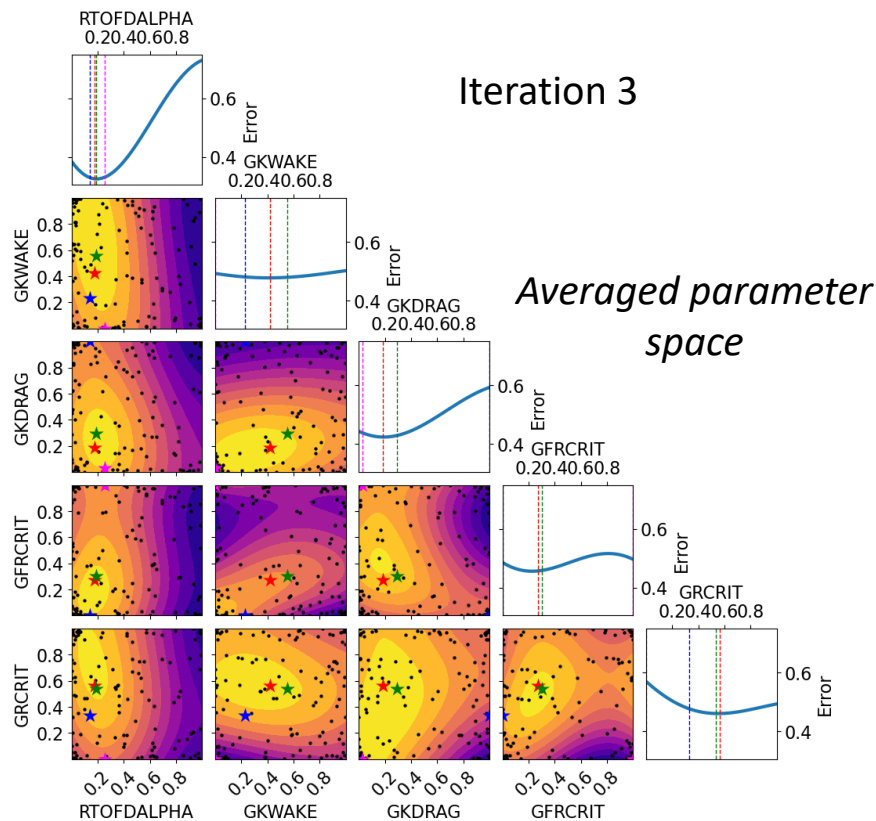 RTOFDALPHA
0.20.40.60.8
Iteration 3
0.6
0.4
Error
GKWAKE
0.20.40.60.8
GKWAKE
0.8
0.6
0.4
0.2
0.6
0.4
Error
Averaged parameter
space
GKDRAG
0.20.40.60.8
GKDRAG
0.8
0.6
0.4
0.2
0.6
0.4
Error
GFRCRIT
0.20.40.60.8
GFRCRIT
0.8
0.6
0.4
0.2
0.6
0.4
Error
GRCRIT
0.20.40.60.8
GRCRIT
0.8
0.6
0.4
0.2
0.6
0.4
Error
0.2 0.4 0.6 0.8 0.2 0.4 0.6 0.8 0.2 0.4 0.6 0.8 0.2 0.4 0.6 0.8
RTOFDALPHA GKWAKE GKDRAG GFRCRIT